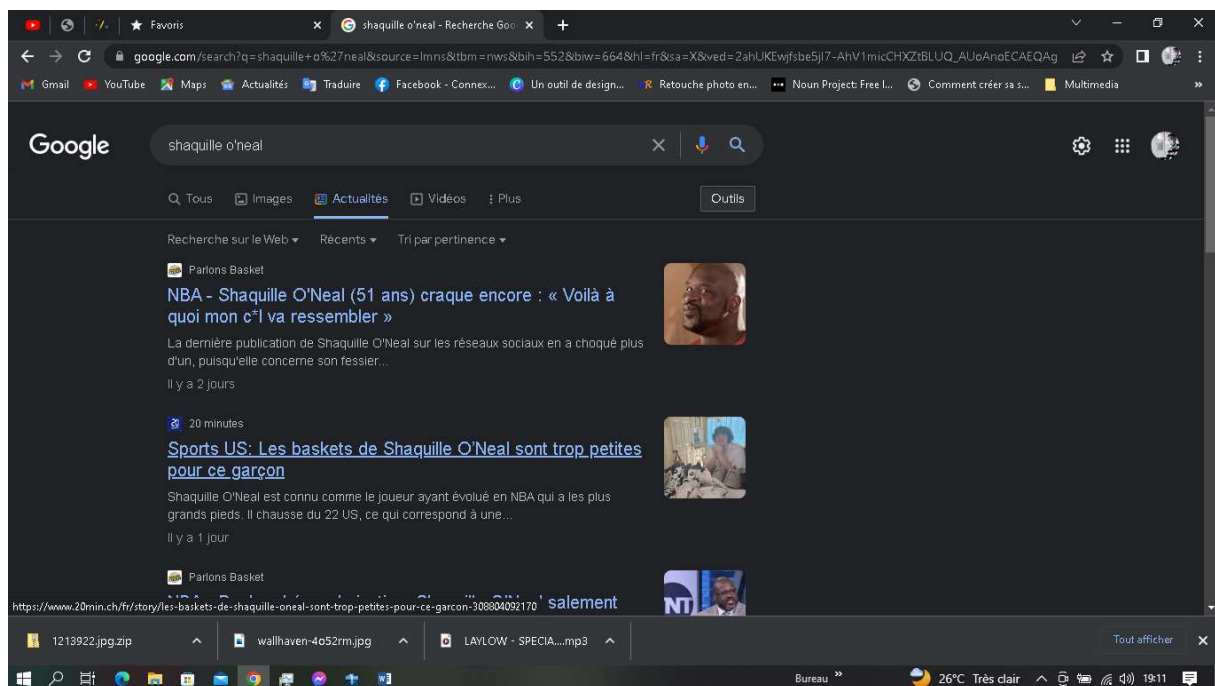 Favoris
shaquille o'neal - Recherche Goo
google.com/search?q=shaquille+o%27neal&source=lmns&tbm=nws&bih=552&biw=664&hl=fr&sa=X&ved=2ahUKEwjfsbe5jl7-AhV1micCHXZtBLUQ_AUoAnoECAEQAg
Gmail YouTube Maps Actualités Traduire Facebook - Connex... Un outil de design... Retouche photo en... Noun Project: Free I... Comment créer sa s... Multimedia »
Google
shaquille o'neal
Tous Images Actualités Vidéos Plus Outils
Recherche sur le Web Récents Tri par pertinence
Parlons Basket
NBA - Shaquille O'Neal (51 ans) craque encore : « Voilà à
quoi mon c*l va ressembler »
La dernière publication de Shaquille O'Neal sur les réseaux sociaux en a choqué plus
d'un, puisqu'elle concerne son fessier...
Il y a 2 jours
20 minutes
Sports US: Les baskets de Shaquille O'Neal sont trop petites
pour ce garçon
Shaquille O'Neal est connu comme le joueur ayant évolué en NBA qui a les plus
grands pieds. Il chausse du 22 US, ce qui correspond à une...
Il y a 1 jour
Parlons Basket
salement
NT
https://www.20min.ch/fr/story/les-baskets-de-shaquille-oneal-sont-trop-petites-pour-ce-garcon-308804092170
1213922.jpg.zip wallhaven-4o52rm.jpg LAYLOW - SPECIA....mp3 Tout afficher
Bureau » 26°C Très clair 19:11